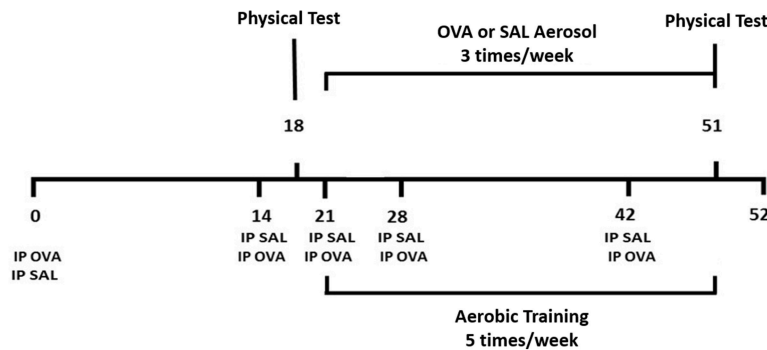 Physical Test
OVA or SAL Aerosol
3 times/week
Physical Test
18
51
0
14
21
28
42
52
IP OVA
IP SAL
IP SAL
IP OVA
IP SAL
IP OVA
IP SAL
IP OVA
IP SAL
IP OVA
Aerobic Training
5 times/week